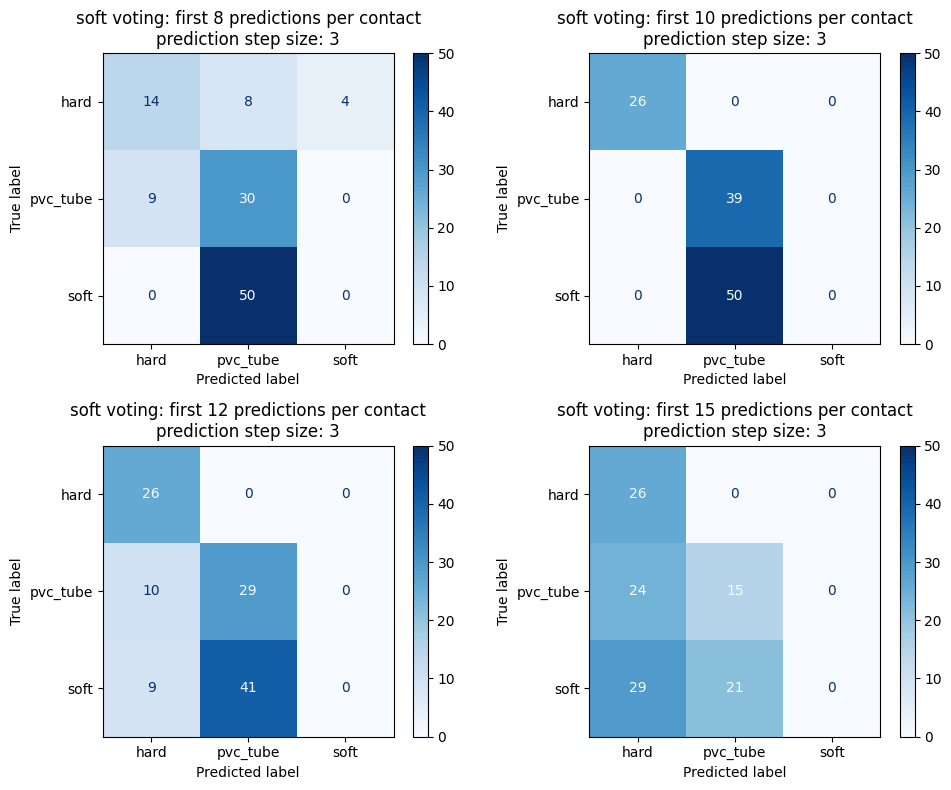 soft voting: first 8 predictions per contact
prediction step size: 3
50
40
30
20
10
0
hard
14
8
4
pvc_tube
9
30
0
soft
0
50
0
hard
pvc_tube
soft
True label
Predicted label
soft voting: first 10 predictions per contact
prediction step size: 3
50
40
30
20
10
0
hard
26
0
0
pvc_tube
0
39
0
soft
0
50
0
hard
pvc_tube
soft
True label
Predicted label
soft voting: first 12 predictions per contact
prediction step size: 3
50
40
30
20
10
0
hard
26
0
0
pvc_tube
10
29
0
soft
9
41
0
hard
pvc_tube
soft
True label
Predicted label
soft voting: first 15 predictions per contact
prediction step size: 3
50
40
30
20
10
0
hard
26
0
0
pvc_tube
24
15
0
soft
29
21
0
hard
pvc_tube
soft
True label
Predicted label